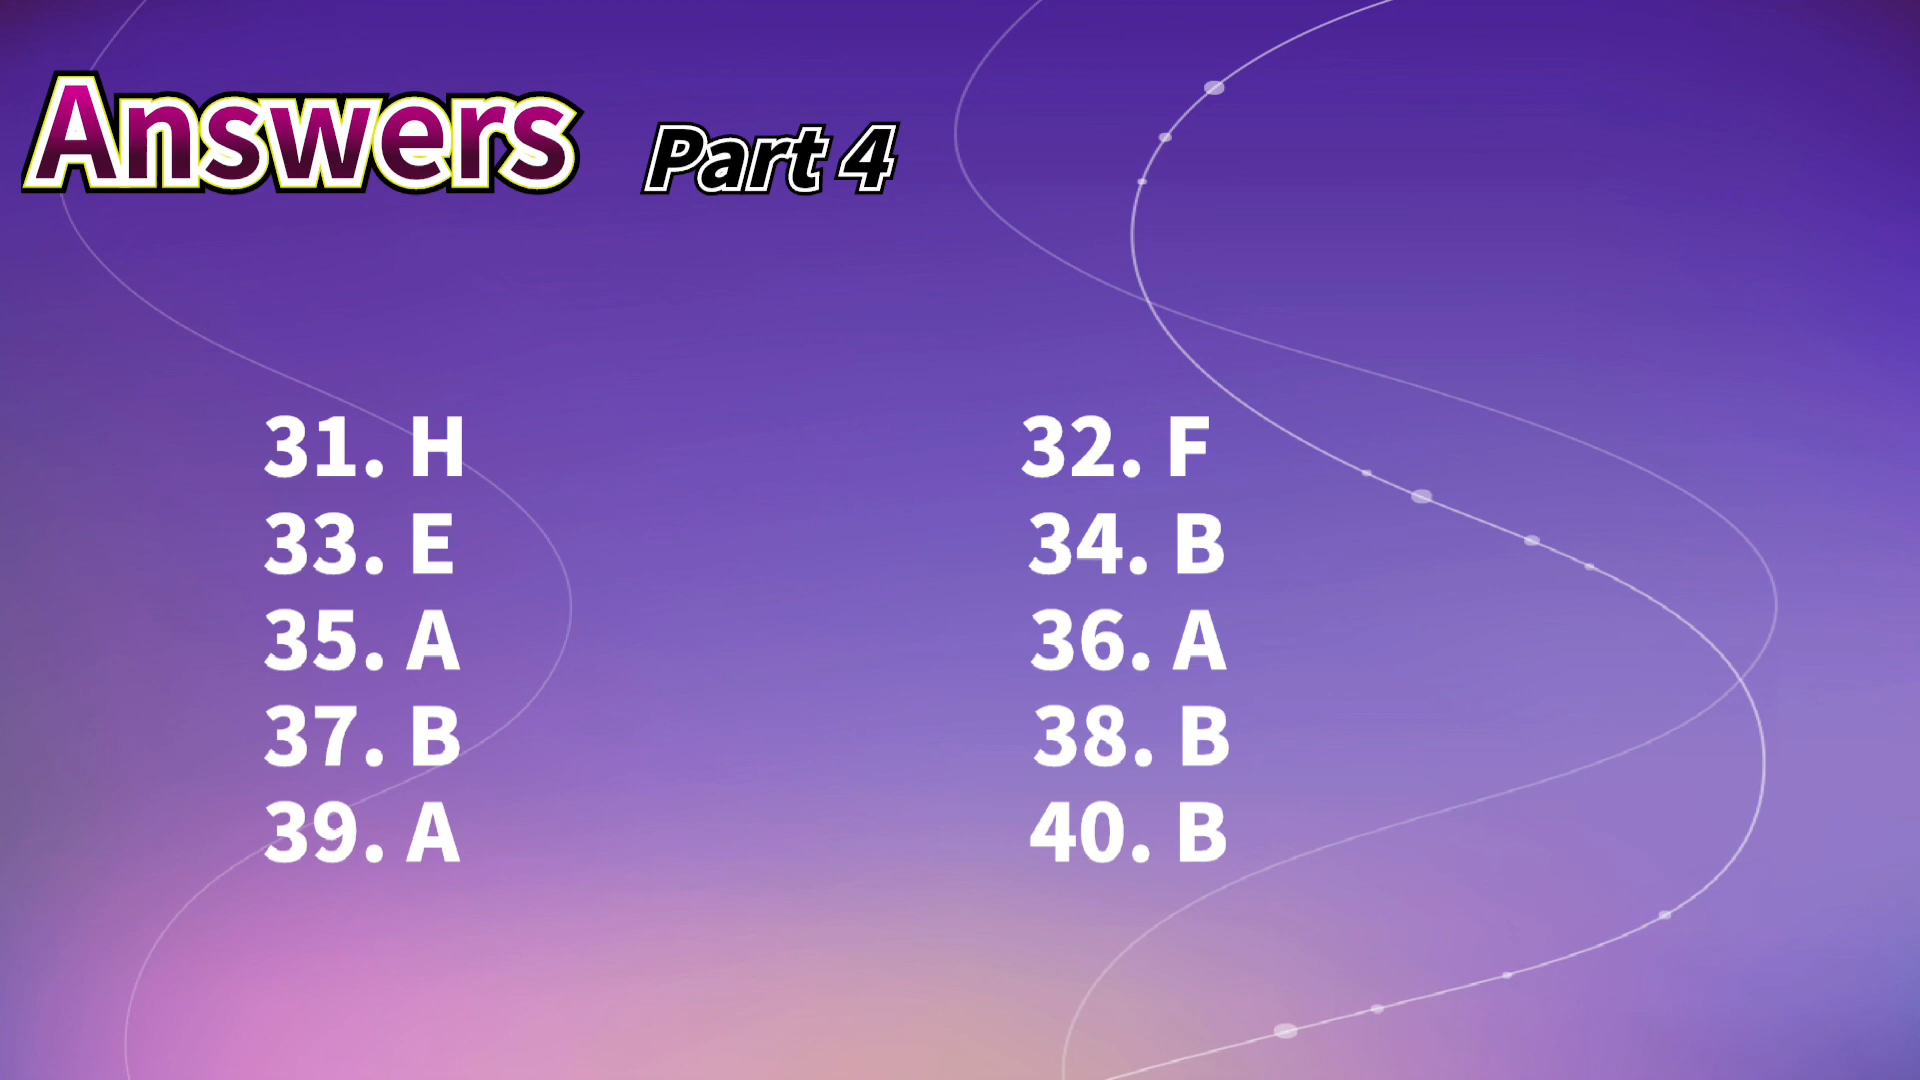 Answers Part 4
31. H 32. F
33. E 34. B
35. A 36. A
37. B 38. B
39. A 40. B